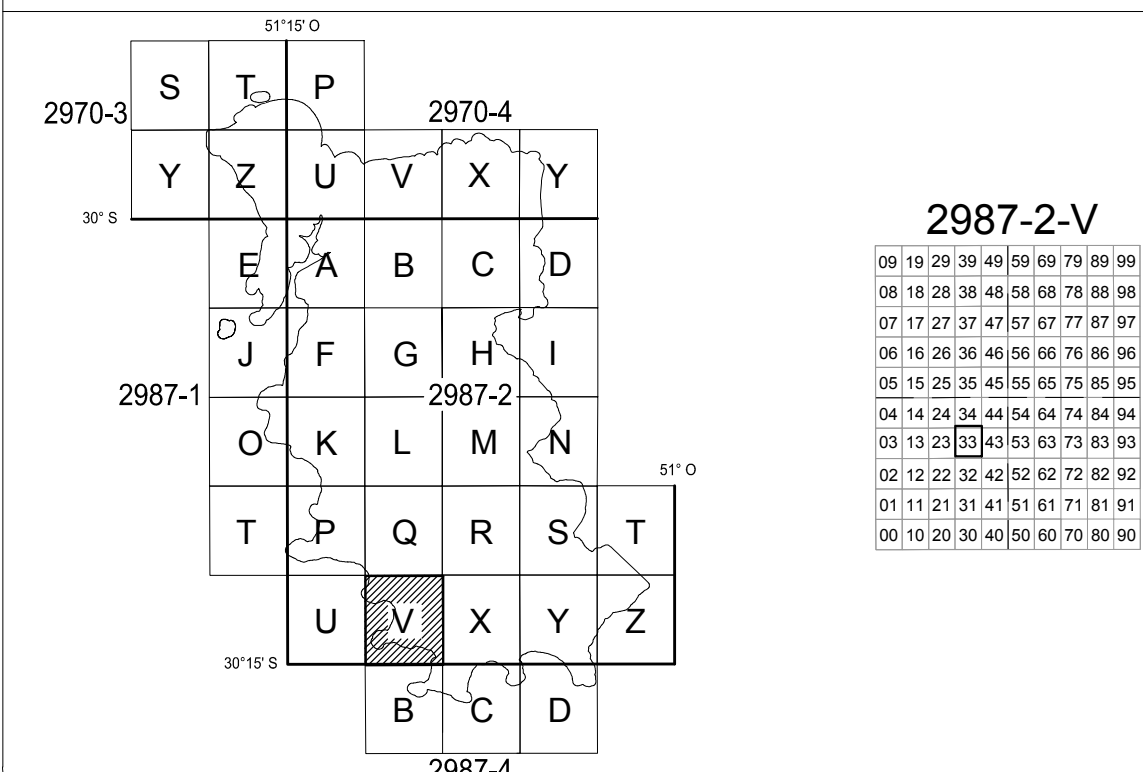 51°15' O
S T P
2970-3 2970-4
Y Z U V X Y
30° S
E A B C D
J F G H I
2987-1 2987-2
O K L M N
51° O
T P Q R S T
U V X Y Z
30°15' S
B C D
2987-4
2987-2-V
09 19 29 39 49 59 69 79 89 99
08 18 28 38 48 58 68 78 88 98
07 17 27 37 47 57 67 77 87 97
06 16 26 36 46 56 66 76 86 96
05 15 25 35 45 55 65 75 85 95
04 14 24 34 44 54 64 74 84 94
03 13 23 33 43 53 63 73 83 93
02 12 22 32 42 52 62 72 82 92
01 11 21 31 41 51 61 71 81 91
00 10 20 30 40 50 60 70 80 90